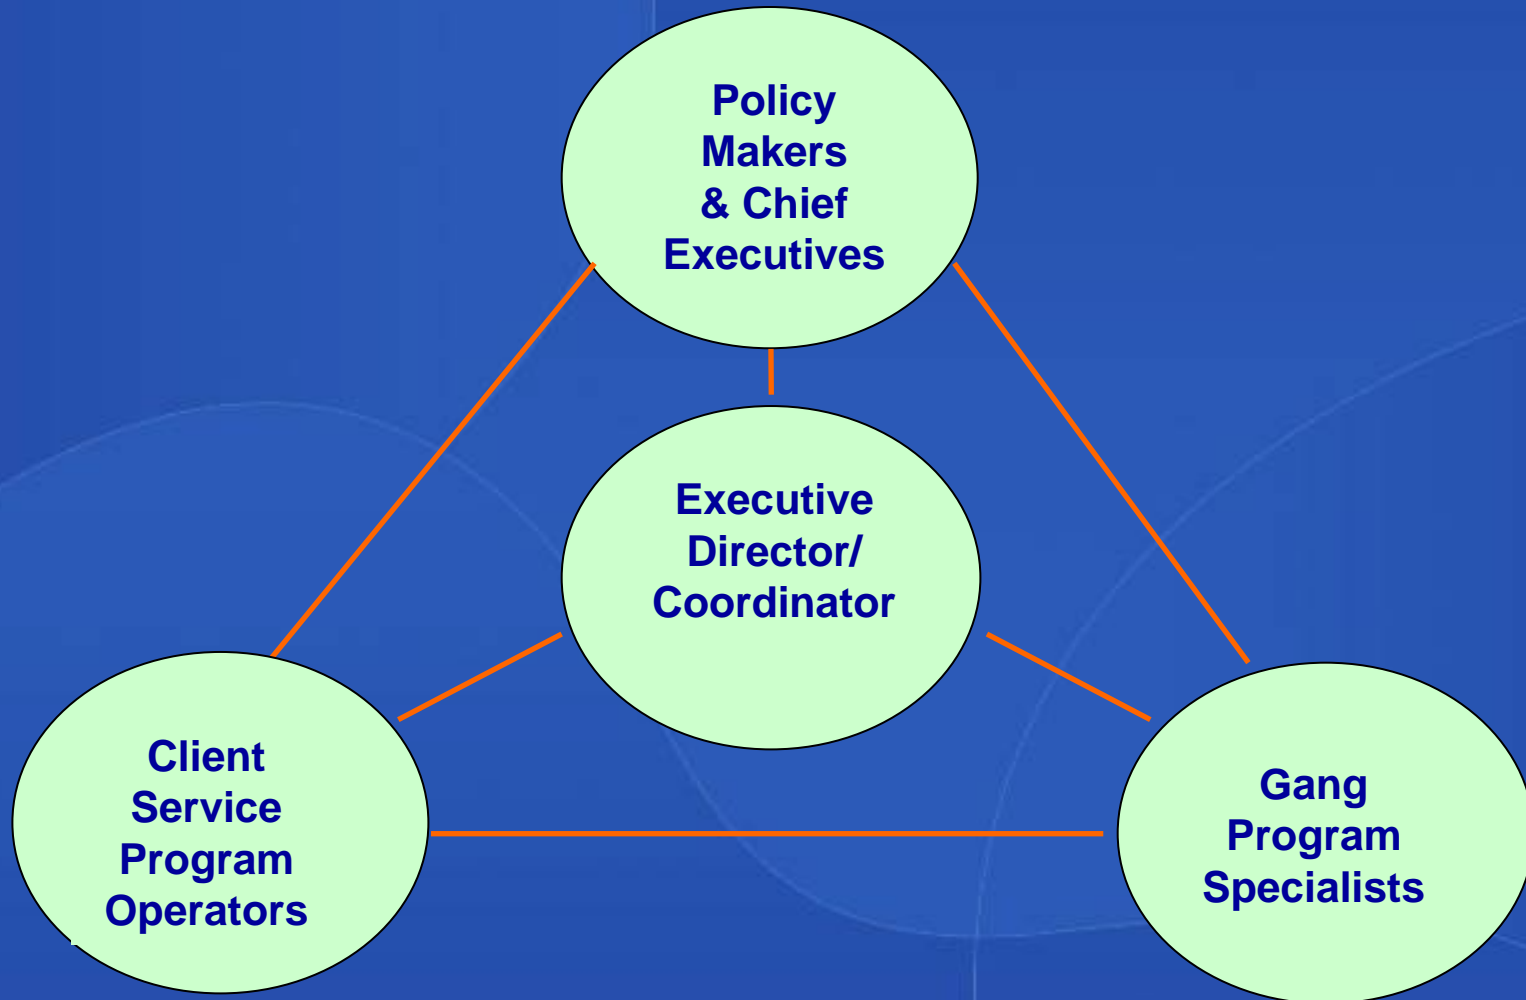 Policy
Makers
& Chief
Executives
Executive
Director/
Coordinator
Client
Service
Program
Operators
Gang
Program
Specialists